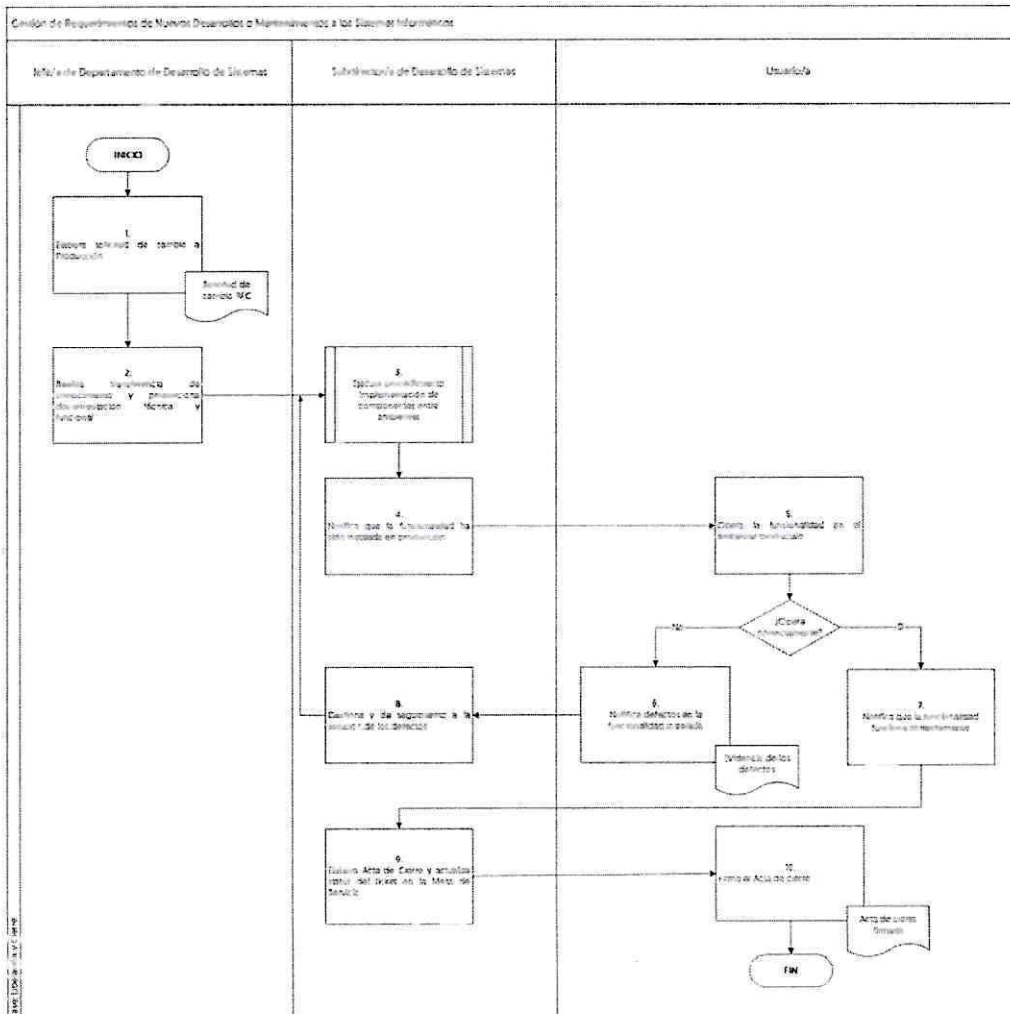 Gestión de Requerimientos de Nuevos Desarrollos o Mantenimientos a los Sistemas Informáticos
Jefe/a de Departamento de Desarrollo de Sistemas
Subdirector/a de Desarrollo de Sistemas
Usuario/a
INICIO
1.
Elabora solicitud de cambio a
Producción
Solicitud de
cambio RFC
2.
Realiza transferencia de
conocimiento y proporciona
documentación técnica y
funcional
3.
Ejecuta procedimiento
Implementación de
componentes entre
ambientes
4.
Notifica que la funcionalidad ha
sido instalada en producción
5.
Opera la funcionalidad en el
ambiente productivo
¿Opera
correctamente?
No
Si
8.
Gestiona y da seguimiento a la
solución de los defectos
6.
Notifica defectos en la
funcionalidad liberada
Evidencia de los
defectos
7.
Notifica que la funcionalidad
funciona correctamente
9.
Elabora Acta de Cierre y actualiza
status del ticket en la Mesa de
Servicio
10.
Firma el Acta de cierre
Acta de cierre
firmada
FIN